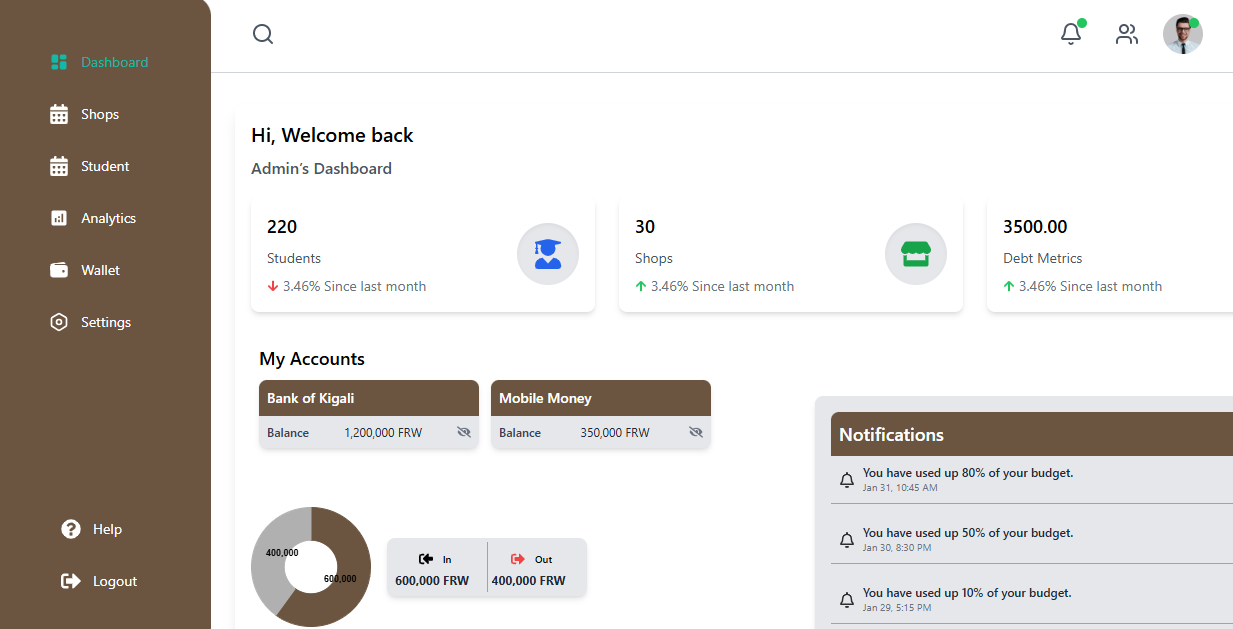 Dashboard
Shops
Student
Analytics
Wallet
Settings
Help
Logout
Hi, Welcome back
Admin’s Dashboard
220
Students
3.46% Since last month
30
Shops
3.46% Since last month
3500.00
Debt Metrics
3.46% Since last month
My Accounts
Bank of Kigali
Balance 1,200,000 FRW
Mobile Money
Balance 350,000 FRW
400,000
600,000
In
600,000 FRW
Out
400,000 FRW
Notifications
You have used up 80% of your budget.
Jan 31, 10:45 AM
You have used up 50% of your budget.
Jan 30, 8:30 PM
You have used up 10% of your budget.
Jan 29, 5:15 PM